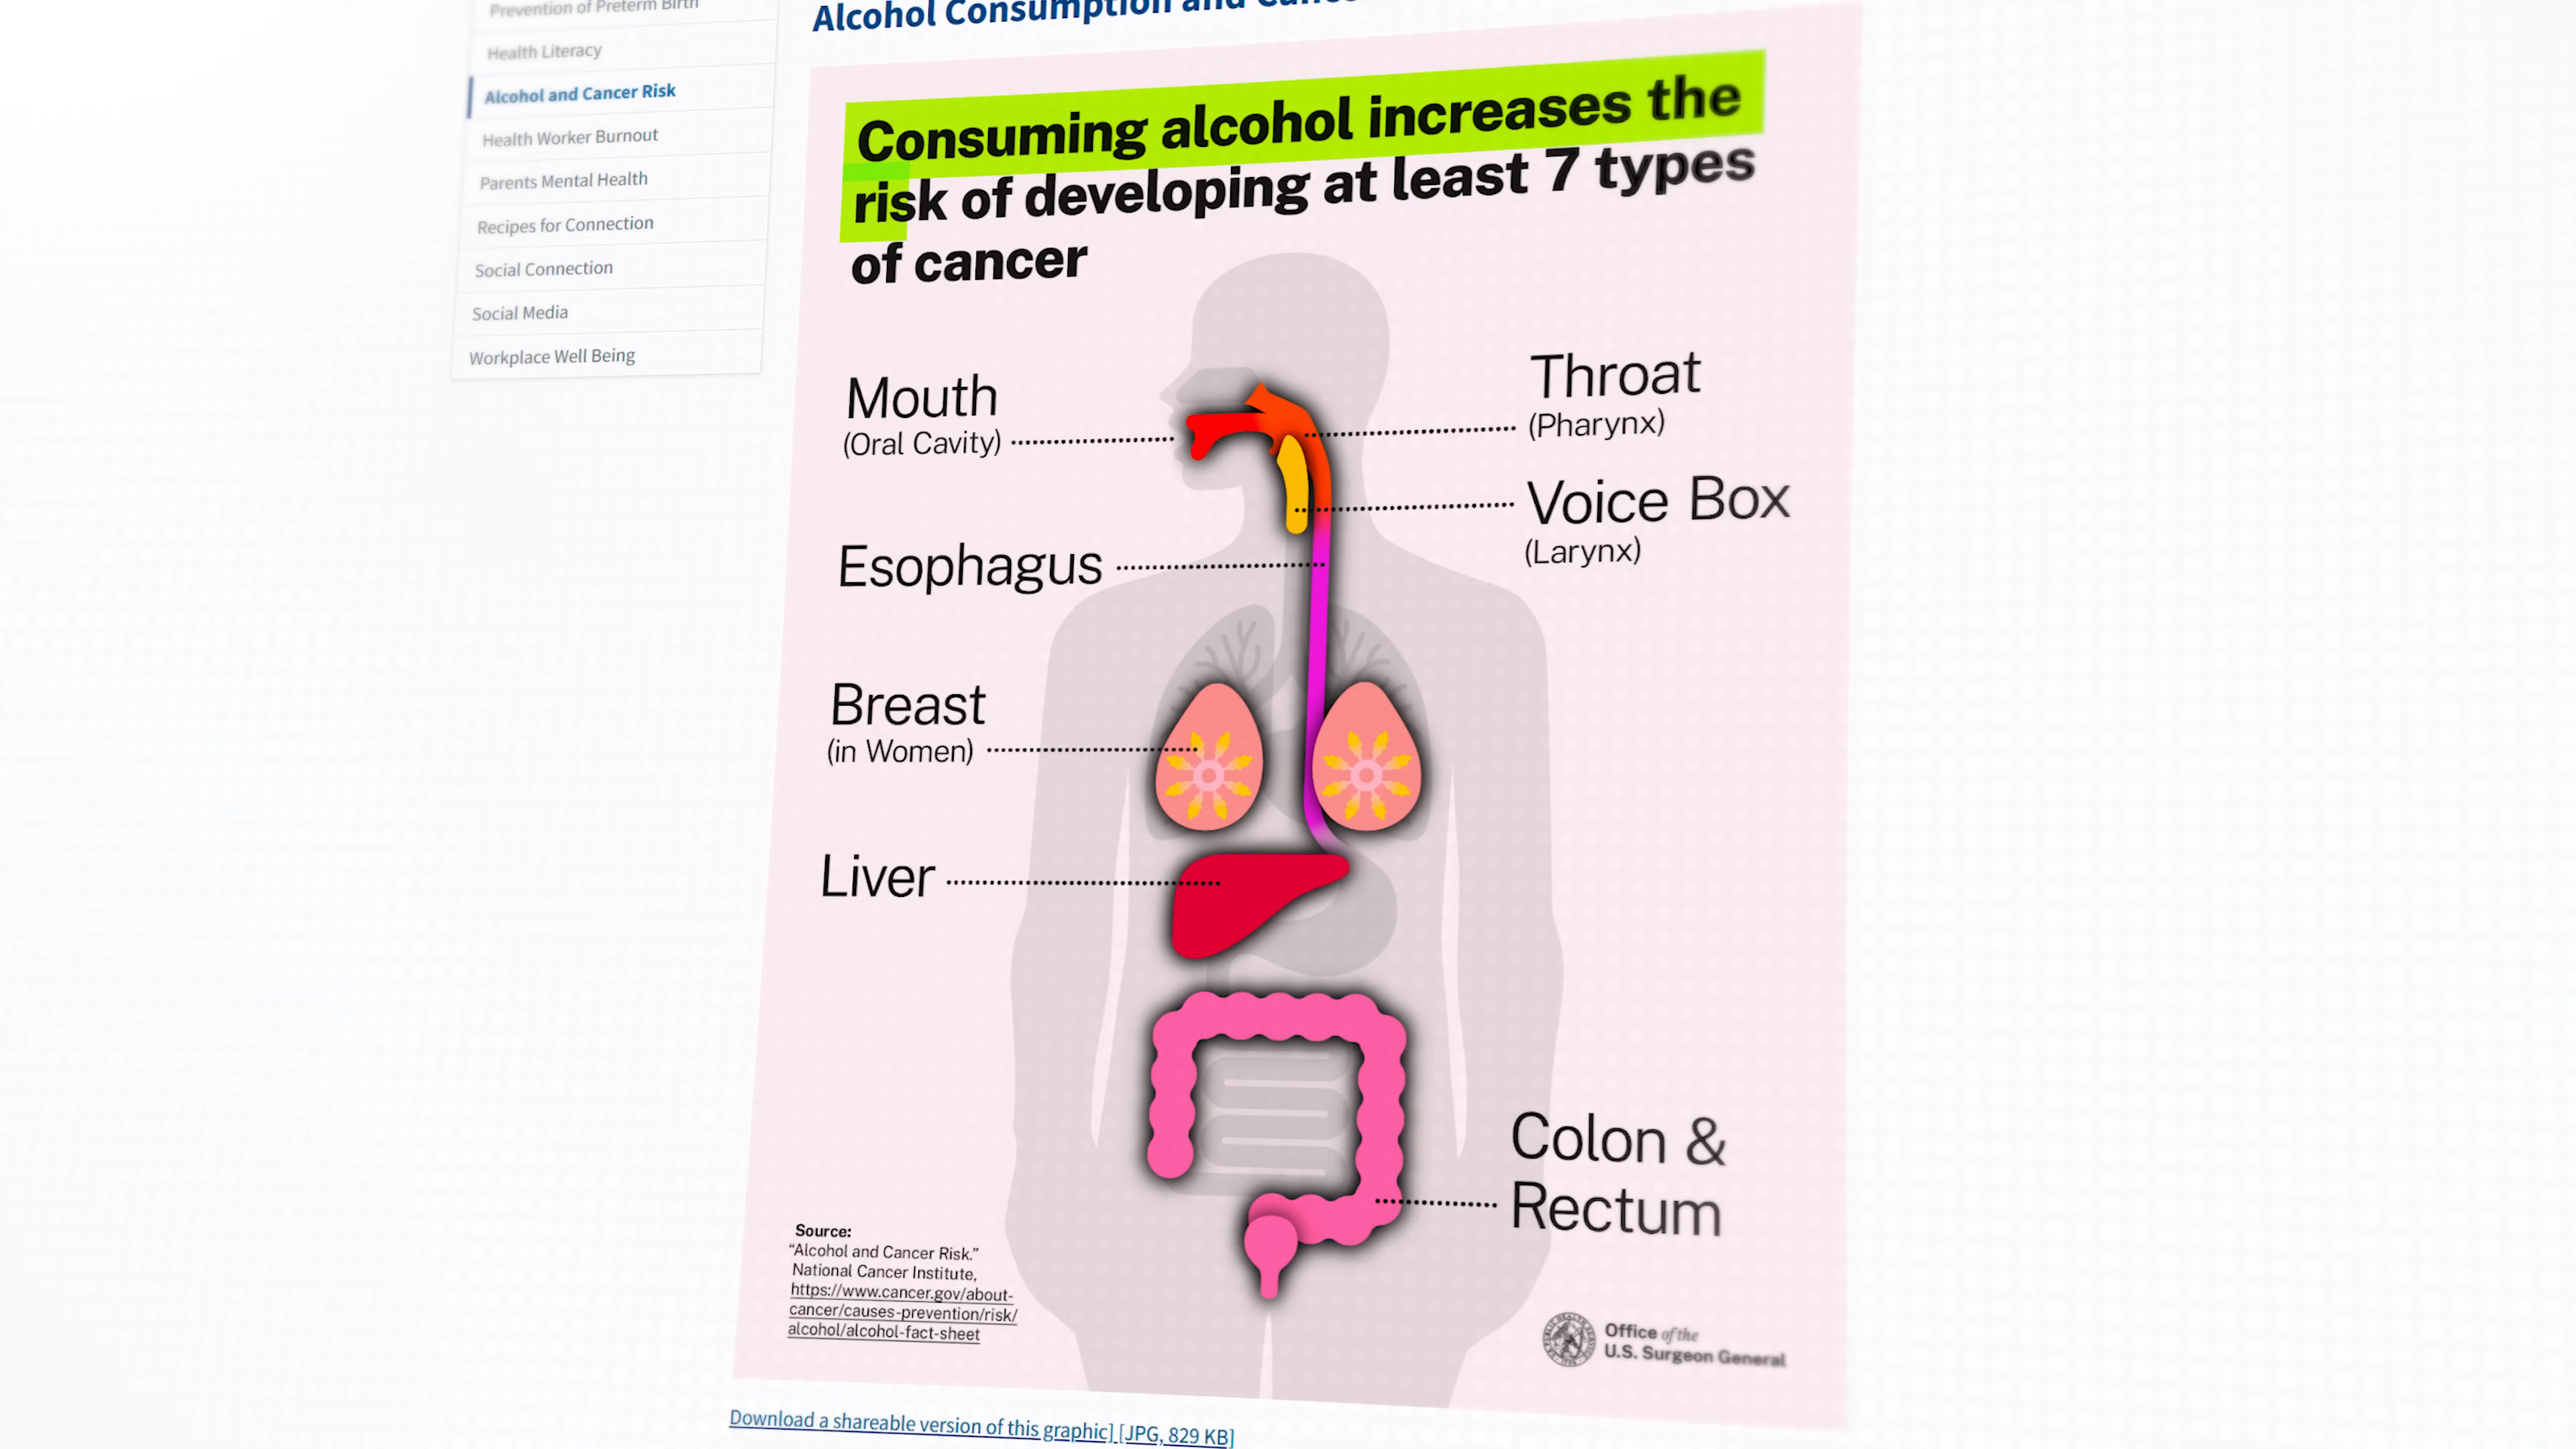 Prevention of Preterm Birth
Health Literacy
Alcohol and Cancer Risk
Health Worker Burnout
Parents Mental Health
Recipes for Connection
Social Connection
Social Media
Workplace Well Being
Alcohol Consumption and
Consuming alcohol increases the
risk of developing at least 7 types
of cancer
Mouth
(Oral Cavity)
Throat
(Pharynx)
Voice Box
(Larynx)
Esophagus
Breast
(in Women)
Liver
Colon &
Rectum
Source:
“Alcohol and Cancer Risk.”
National Cancer Institute,
https://www.cancer.gov/about-
cancer/causes-prevention/risk/
alcohol/alcohol-fact-sheet
Office of the
U.S. Surgeon General
Download a shareable version of this graphic] [JPG, 829 KB]